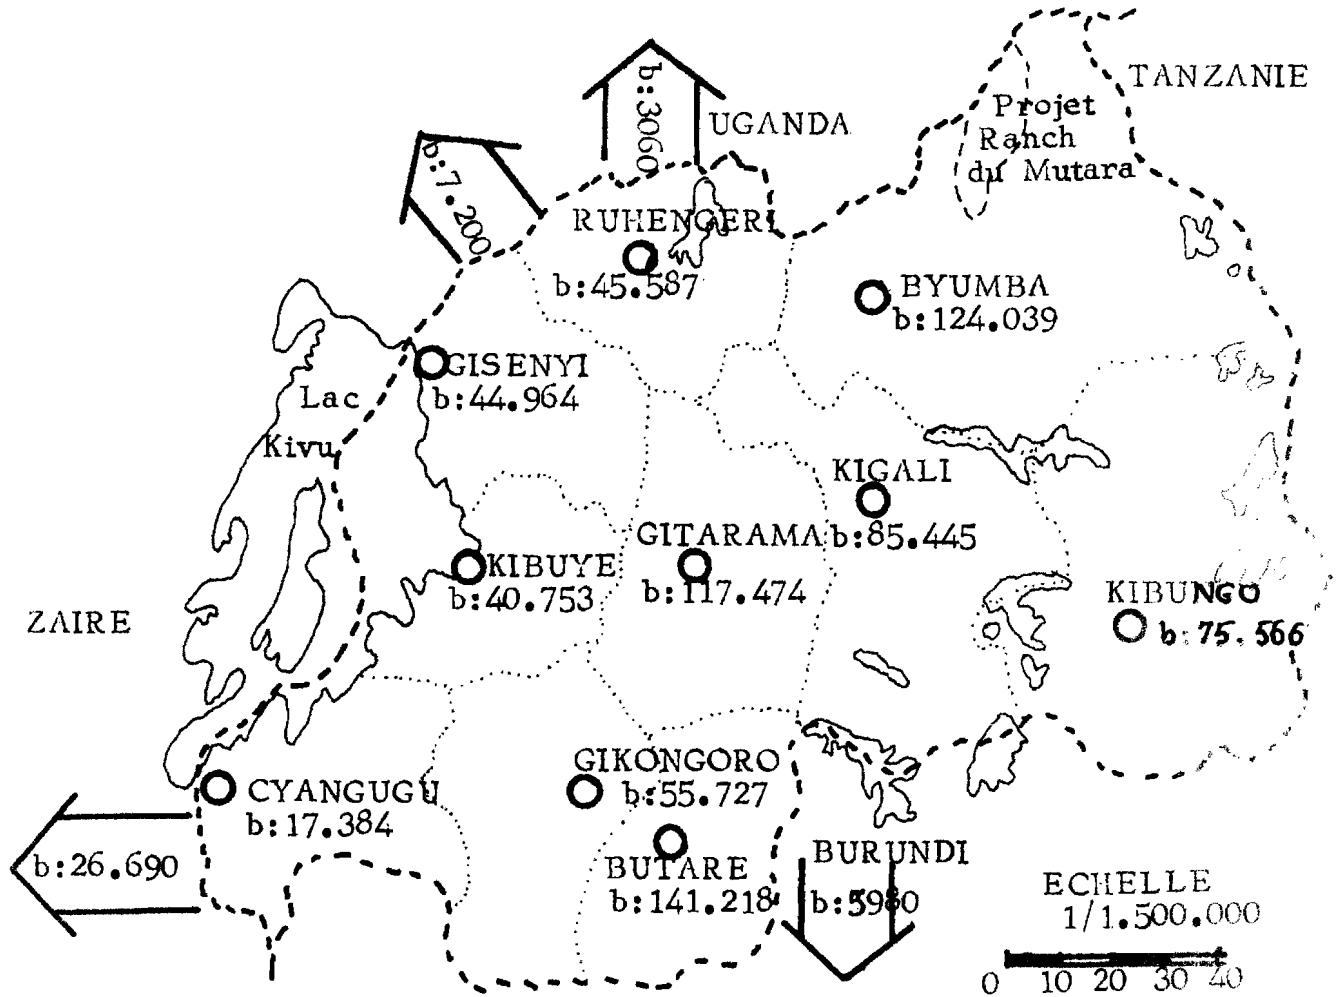 TANZANIE
Projet
Ranch
du Mutara
UGANDA
b:3060
b:7.200
RUHENGERI
b:45.587
BYUMBA
b:124.039
GISENYI
b:44.964
Lac
Kivu
KIGALI
b:85.445
GITARAMA
b:117.474
KIBUYE
b:40.753
KIBUNGO
b:75.566
ZAIRE
GIKONGORO
b:55.727
CYANGUGU
b:17.384
b:26.690
BUTARE
b:141.218
BURUNDI
b:5980
ECHELLE
1/1.500.000
0 10 20 30 40